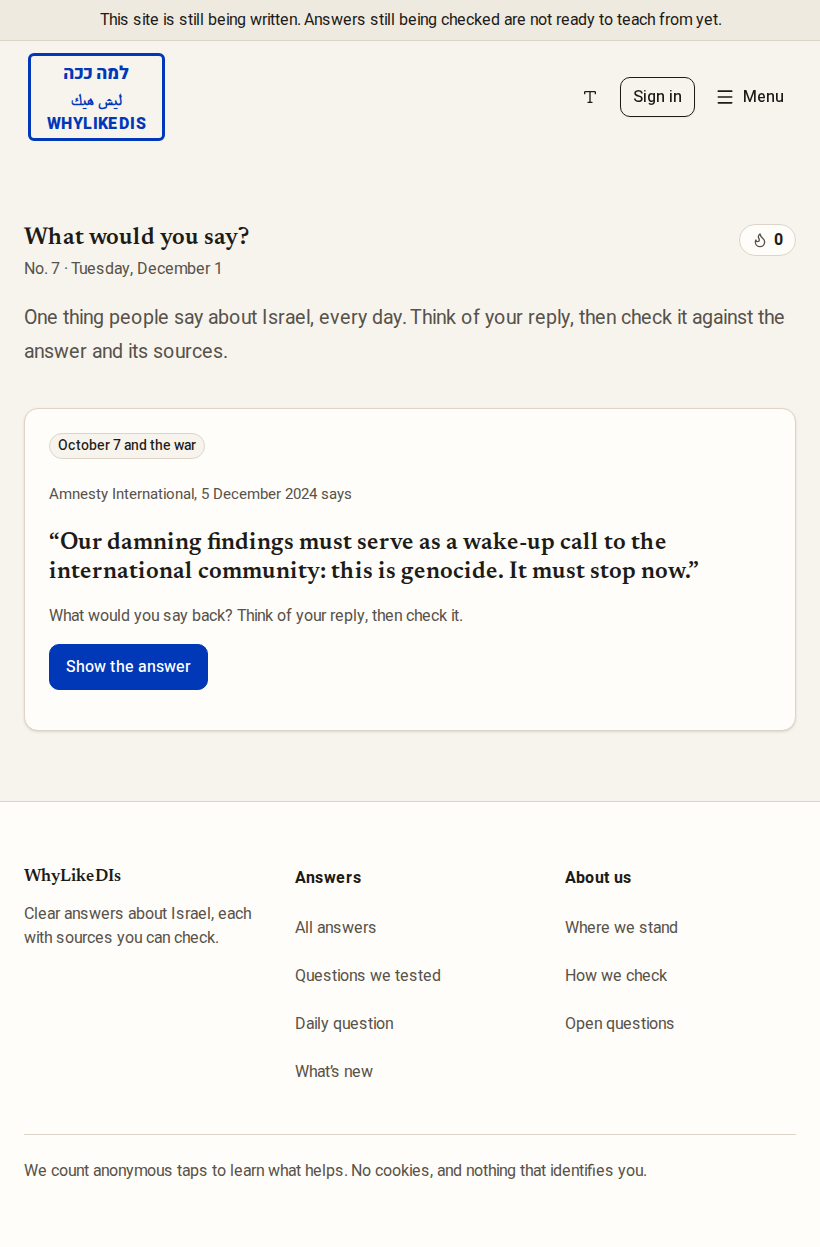 This site is still being written. Answers still being checked are not ready to teach from yet.
למה ככה
ليش هيك
WHYLIKEDIS
T
Sign in
Menu
What would you say?
0
No. 7 · Tuesday, December 1
One thing people say about Israel, every day. Think of your reply, then check it against the
answer and its sources.
October 7 and the war
Amnesty International, 5 December 2024 says
“Our damning findings must serve as a wake-up call to the
international community: this is genocide. It must stop now.”
What would you say back? Think of your reply, then check it.
Show the answer
WhyLikeDIs
Clear answers about Israel, each
with sources you can check.
Answers
All answers
Questions we tested
Daily question
What’s new
About us
Where we stand
How we check
Open questions
We count anonymous taps to learn what helps. No cookies, and nothing that identifies you.